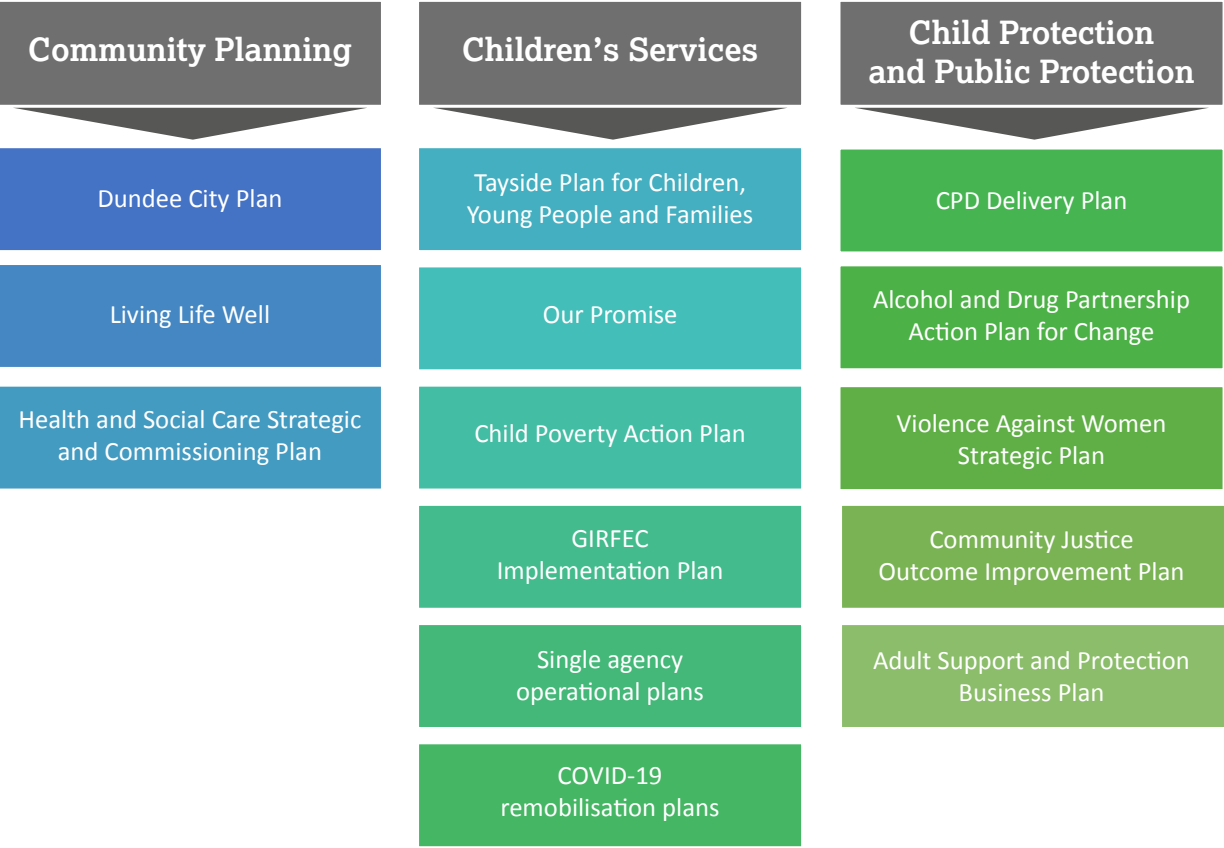 Community Planning
Dundee City Plan
Living Life Well
Health and Social Care Strategic
and Commissioning Plan
Children’s Services
Tayside Plan for Children,
Young People and Families
Our Promise
Child Poverty Action Plan
GIRFEC
Implementation Plan
Single agency
operational plans
COVID-19
remobilisation plans
Child Protection
and Public Protection
CPD Delivery Plan
Alcohol and Drug Partnership
Action Plan for Change
Violence Against Women
Strategic Plan
Community Justice
Outcome Improvement Plan
Adult Support and Protection
Business Plan